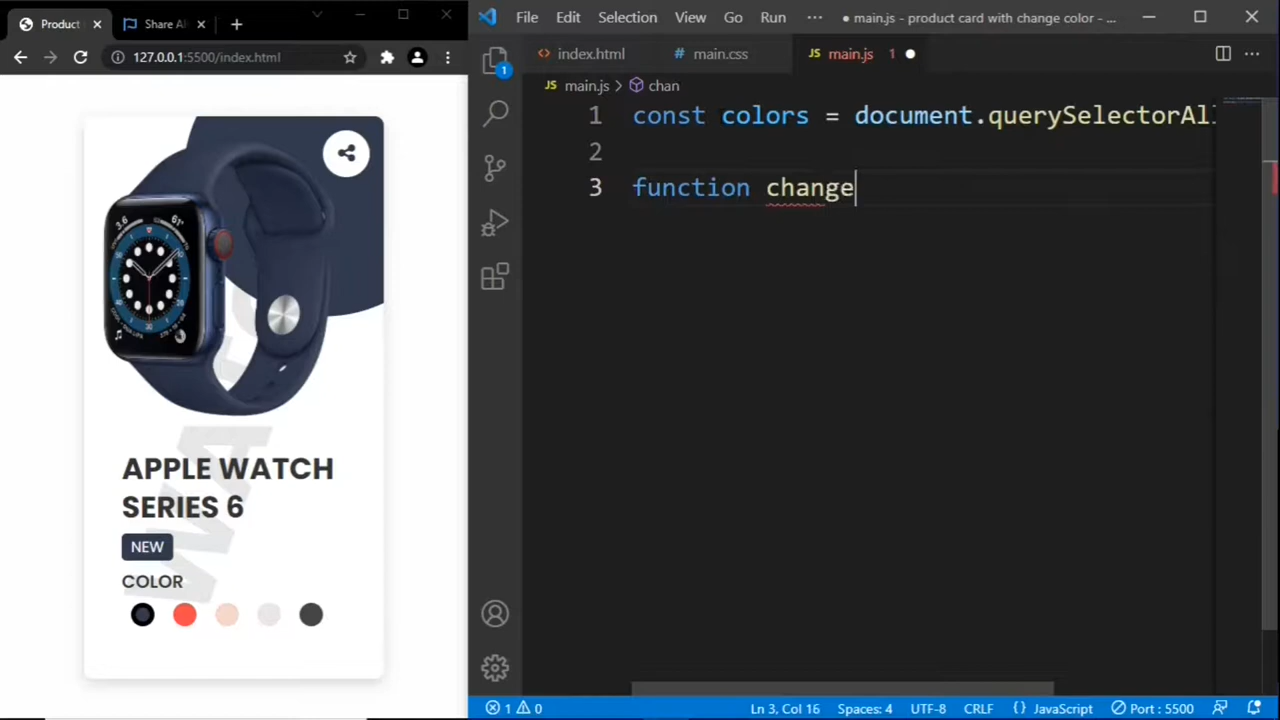 Product
Share Al
127.0.0.1:5500/index.html
APPLE WATCH
SERIES 6
NEW
COLOR
WATCH
File Edit Selection View Go Run ··· ● main.js - product card with change color - ...
1
index.html
# main.css
JS main.js 1 ●
JS main.js > chan
1 const colors = document.querySelectorAl
2
3 function change
1 0
Ln 3, Col 16 Spaces: 4 UTF-8 CRLF {} JavaScript Port : 5500